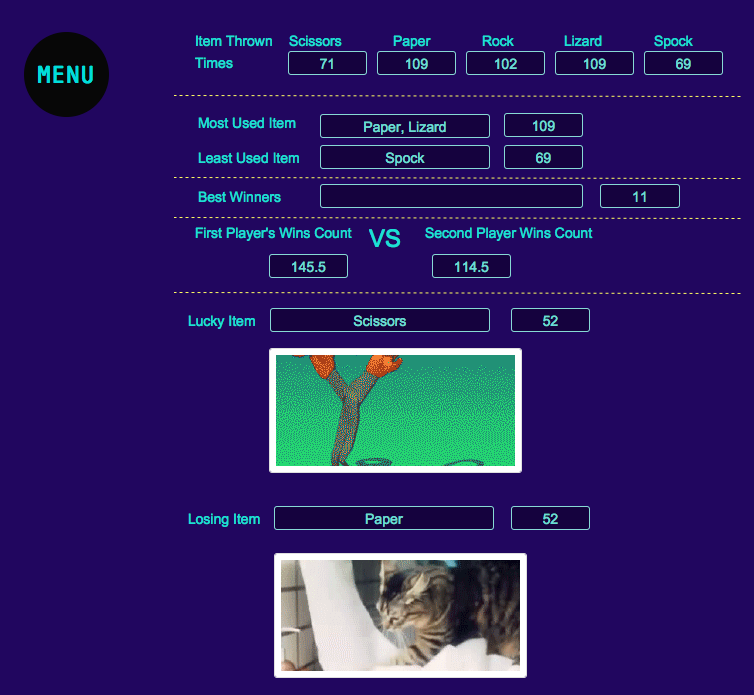 MENU
Item Thrown Scissors Paper Rock Lizard Spock
Times 71 109 102 109 69
Most Used Item Paper, Lizard 109
Least Used Item Spock 69
Best Winners 11
First Player's Wins Count VS Second Player Wins Count
145.5 114.5
Lucky Item Scissors 52
Losing Item Paper 52